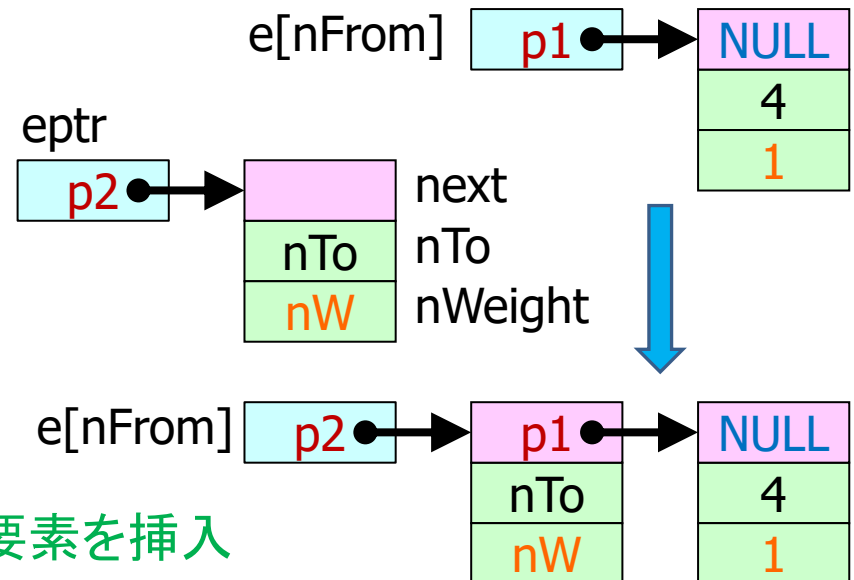 e[nFrom] p1 NULL
4
1
eptr
p2 next
nTo nTo
nW nWeight
e[nFrom] p2 p1 NULL
nTo 4
nW 1
要素を挿入